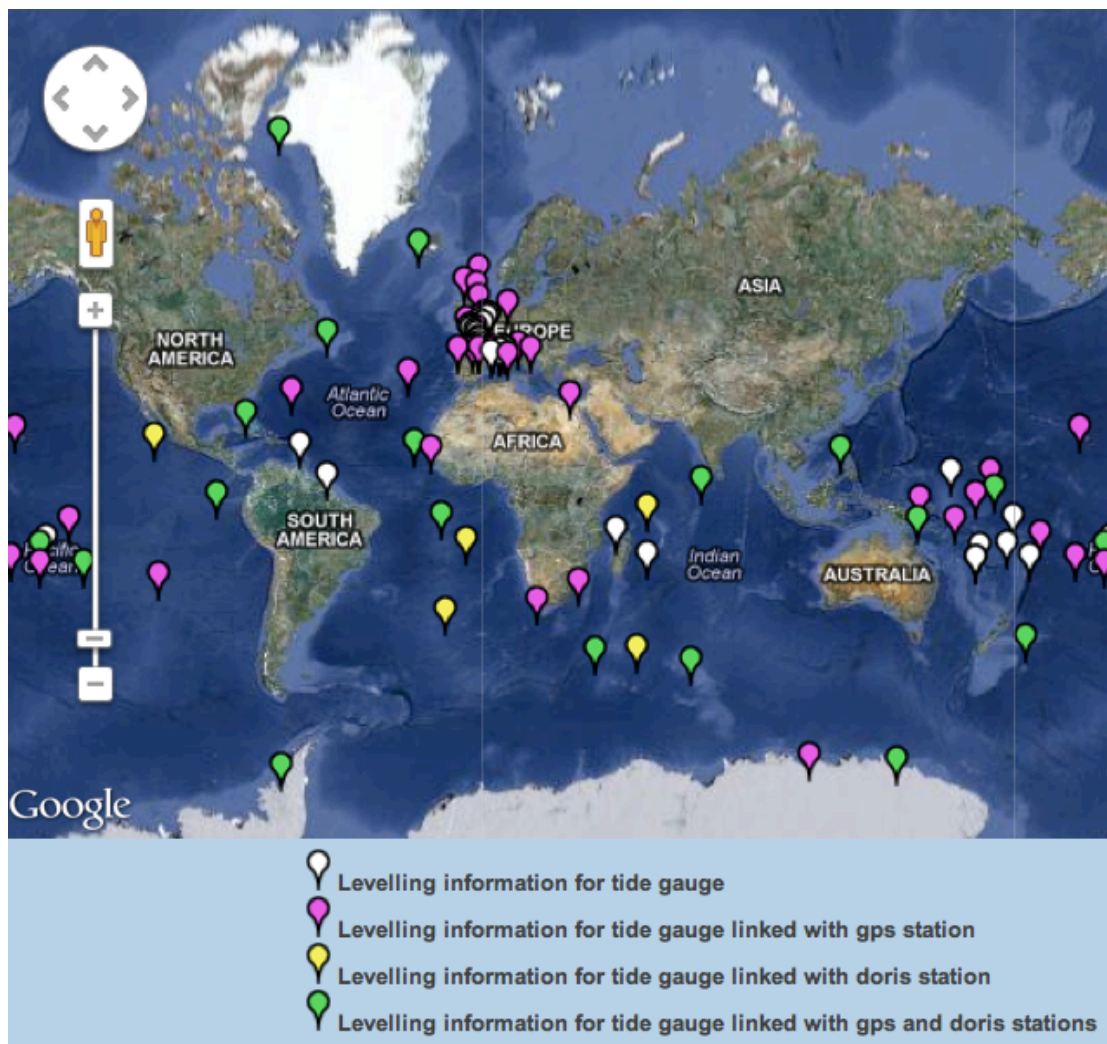 ASIA
EUROPE
NORTH
AMERICA
Atlantic
Ocean
AFRICA
SOUTH
AMERICA
Pacific
Ocean
Indian
Ocean
AUSTRALIA
Google
Levelling information for tide gauge
Levelling information for tide gauge linked with gps station
Levelling information for tide gauge linked with doris station
Levelling information for tide gauge linked with gps and doris stations